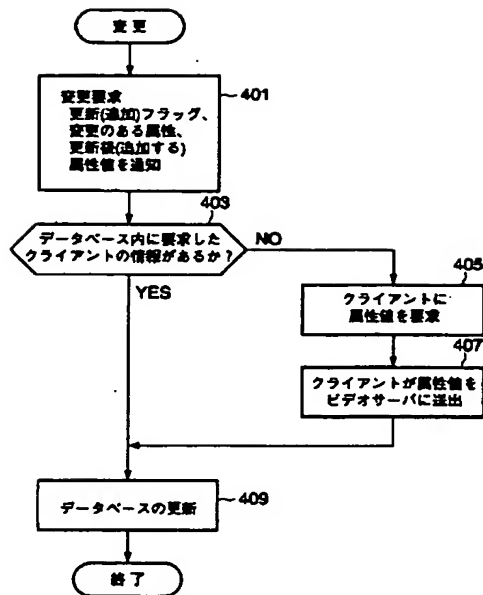 変更
変更要求
更新(追加)フラッグ、
変更のある属性、
更新後(追加する)
属性値を通知
401
403
データベース内に要求した
クライアントの情報があるか?
NO
YES
405
クライアントに
属性値を要求
407
クライアントが属性値を
ビデオサーバに送出
データベースの更新
409
終了